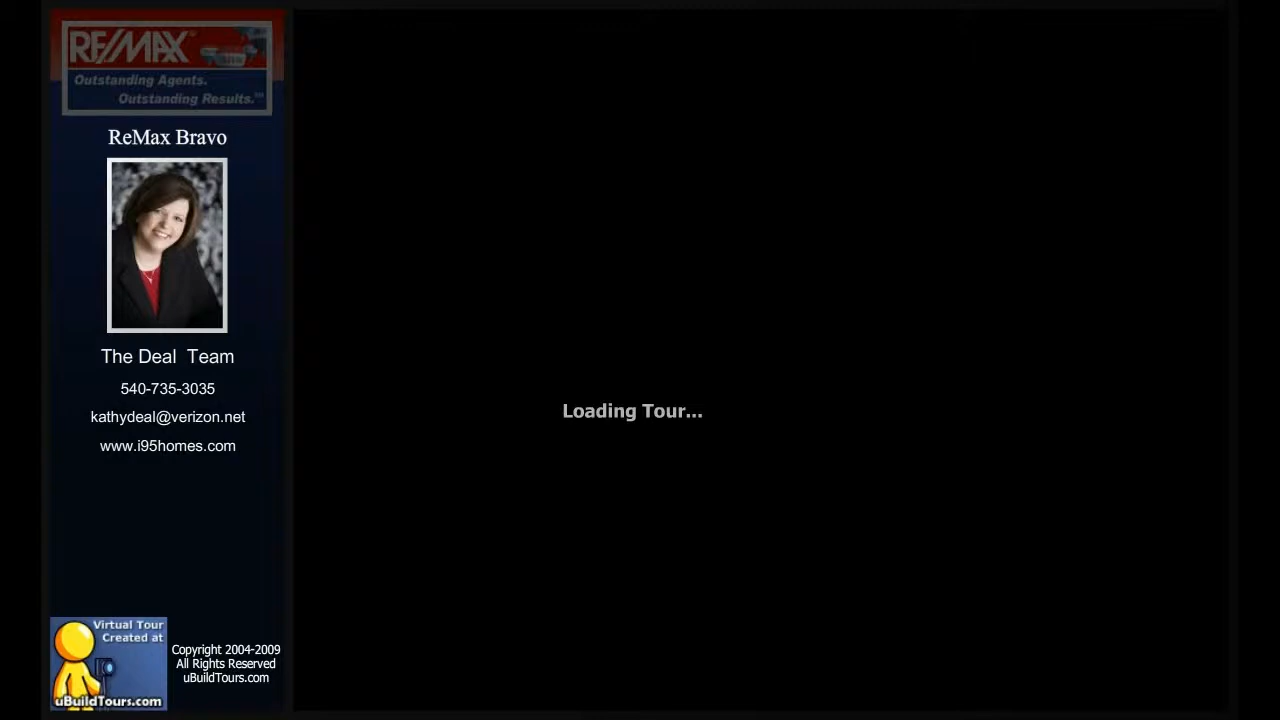 RE/MAX®
Outstanding Agents.
Outstanding Results.℠
ReMax Bravo
The Deal  Team
540-735-3035
kathydeal@verizon.net
www.i95homes.com
Loading Tour...
Virtual Tour
Created at
uBuildTours.com
Copyright 2004-2009
All Rights Reserved
uBuildTours.com